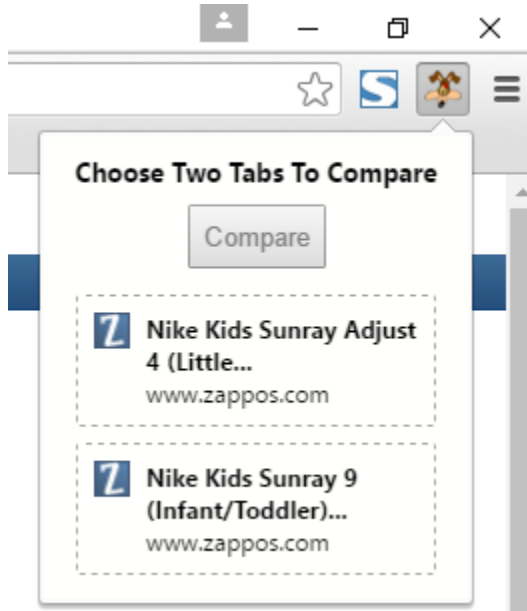 Choose Two Tabs To Compare
Compare
Nike Kids Sunray Adjust
4 (Little...
www.zappos.com
Nike Kids Sunray 9
(Infant/Toddler)...
www.zappos.com